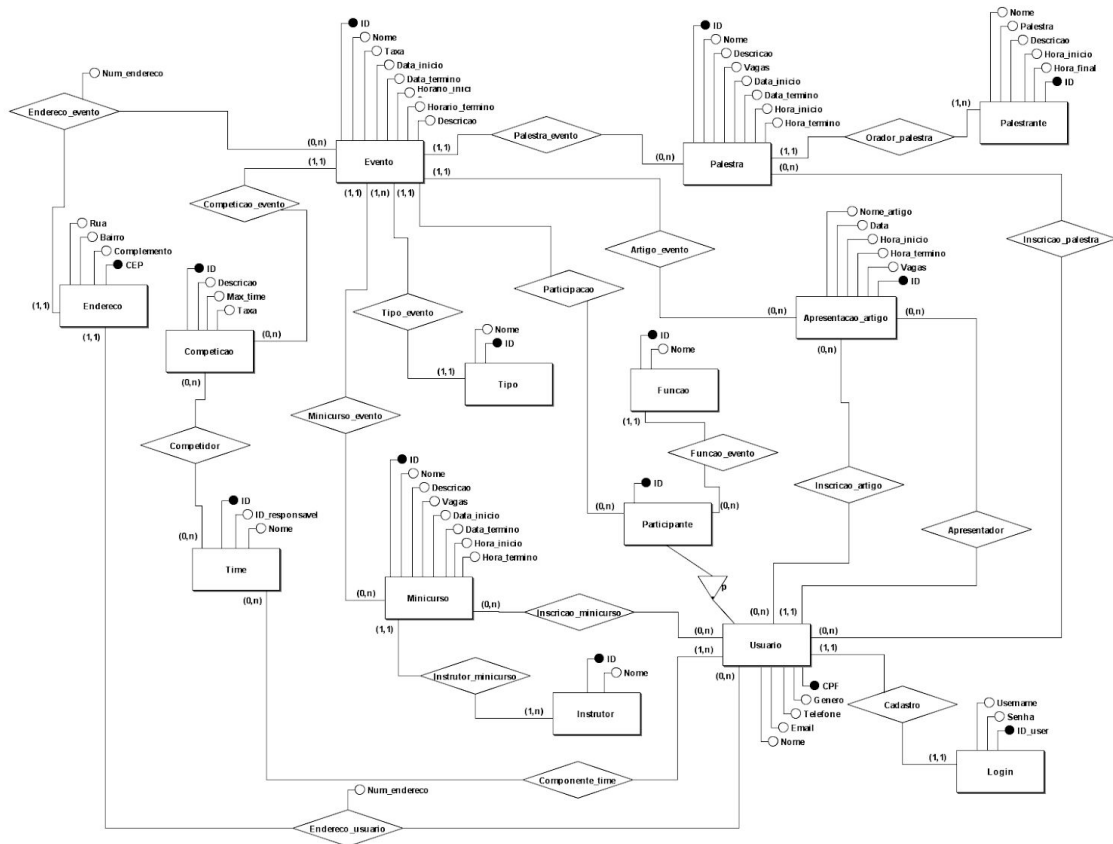 ID
Nome
Taxa
Data_inicio
Data_termino
Horario_inici
Horario_termino
Descricao
Evento
ID
Nome
Descricao
Vagas
Data_inicio
Data_termino
Hora_inicio
Hora_termino
Palestra
Nome
Palestra
Descricao
Hora_inicio
Hora_final
ID
Palestrante
Num_endereco
Endereco_evento
(0,n)
(1,1)
(1,1)
(1,1)
(1,1)
(1,n)
(1,1)
Palestra_evento
(0,n)
(1,1)
(0,n)
Orador_palestra
(1,n)
Competicao_evento
Artigo_evento
Inscricao_palestra
Rua
Bairro
Complemento
CEP
Endereco
(1,1)
(1,1)
ID
Descricao
Max_time
Taxa
Competicao
(0,n)
(0,n)
Participacao
Tipo_evento
Nome_artigo
Data
Hora_inicio
Hora_termino
Vagas
ID
Apresentacao_artigo
(0,n)
(0,n)
(0,n)
Nome
ID
Tipo
(1,1)
ID
Nome
Funcao
(1,1)
Minicurso_evento
Competidor
Funcao_evento
Inscricao_artigo
Apresentador
ID
ID_responsavel
Nome
Time
(0,n)
(0,n)
ID
Nome
Descricao
Vagas
Data_inicio
Data_termino
Hora_inicio
Hora_termino
Minicurso
(0,n)
(0,n)
(1,1)
ID
Participante
(0,n)
(0,n)
p
Inscricao_minicurso
(0,n)
(1,1)
(0,n)
(0,n)
(1,n)
(1,1)
(0,n)
Usuario
CPF
Genero
Telefone
Email
Nome
Instrutor_minicurso
ID
Nome
Instrutor
(1,n)
Cadastro
Username
Senha
ID_user
Login
(1,1)
Componente_time
Num_endereco
Endereco_usuario